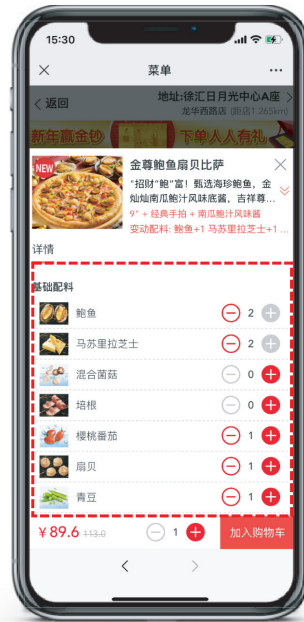 15:30
菜单
返回
地址:徐汇日月光中心A座
龙华西路店 (距店1.265km)
新年赢金钞
下单人人有礼
NEW
金尊鲍鱼扇贝比萨
"招财"鲍"富！甄选海珍鲍鱼，金
灿灿南瓜鲍汁风味底酱，吉祥尊...
9" + 经典手拍 + 南瓜鲍汁风味酱
变动配料: 鲍鱼+1 马苏里拉芝士+1 ...
详情
基础配料
鲍鱼 2
马苏里拉芝士 2
混合菌菇 0
培根 0
樱桃番茄 1
扇贝 1
青豆 1
¥89.6 113.0 1 加入购物车